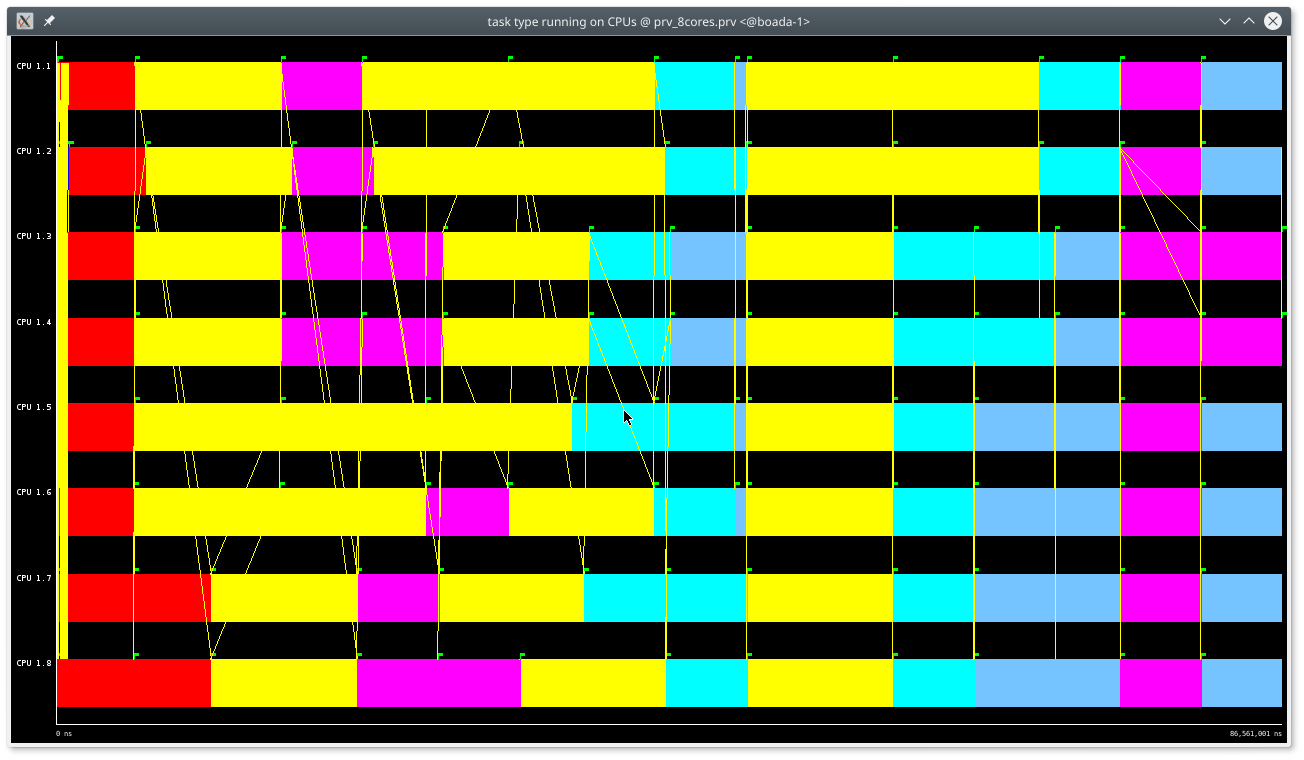 task type running on CPUs @ prv_8cores.prv <@boada-1>
CPU 1.1
CPU 1.2
CPU 1.3
CPU 1.4
CPU 1.5
CPU 1.6
CPU 1.7
CPU 1.8
0 ns
86,561,001 ns